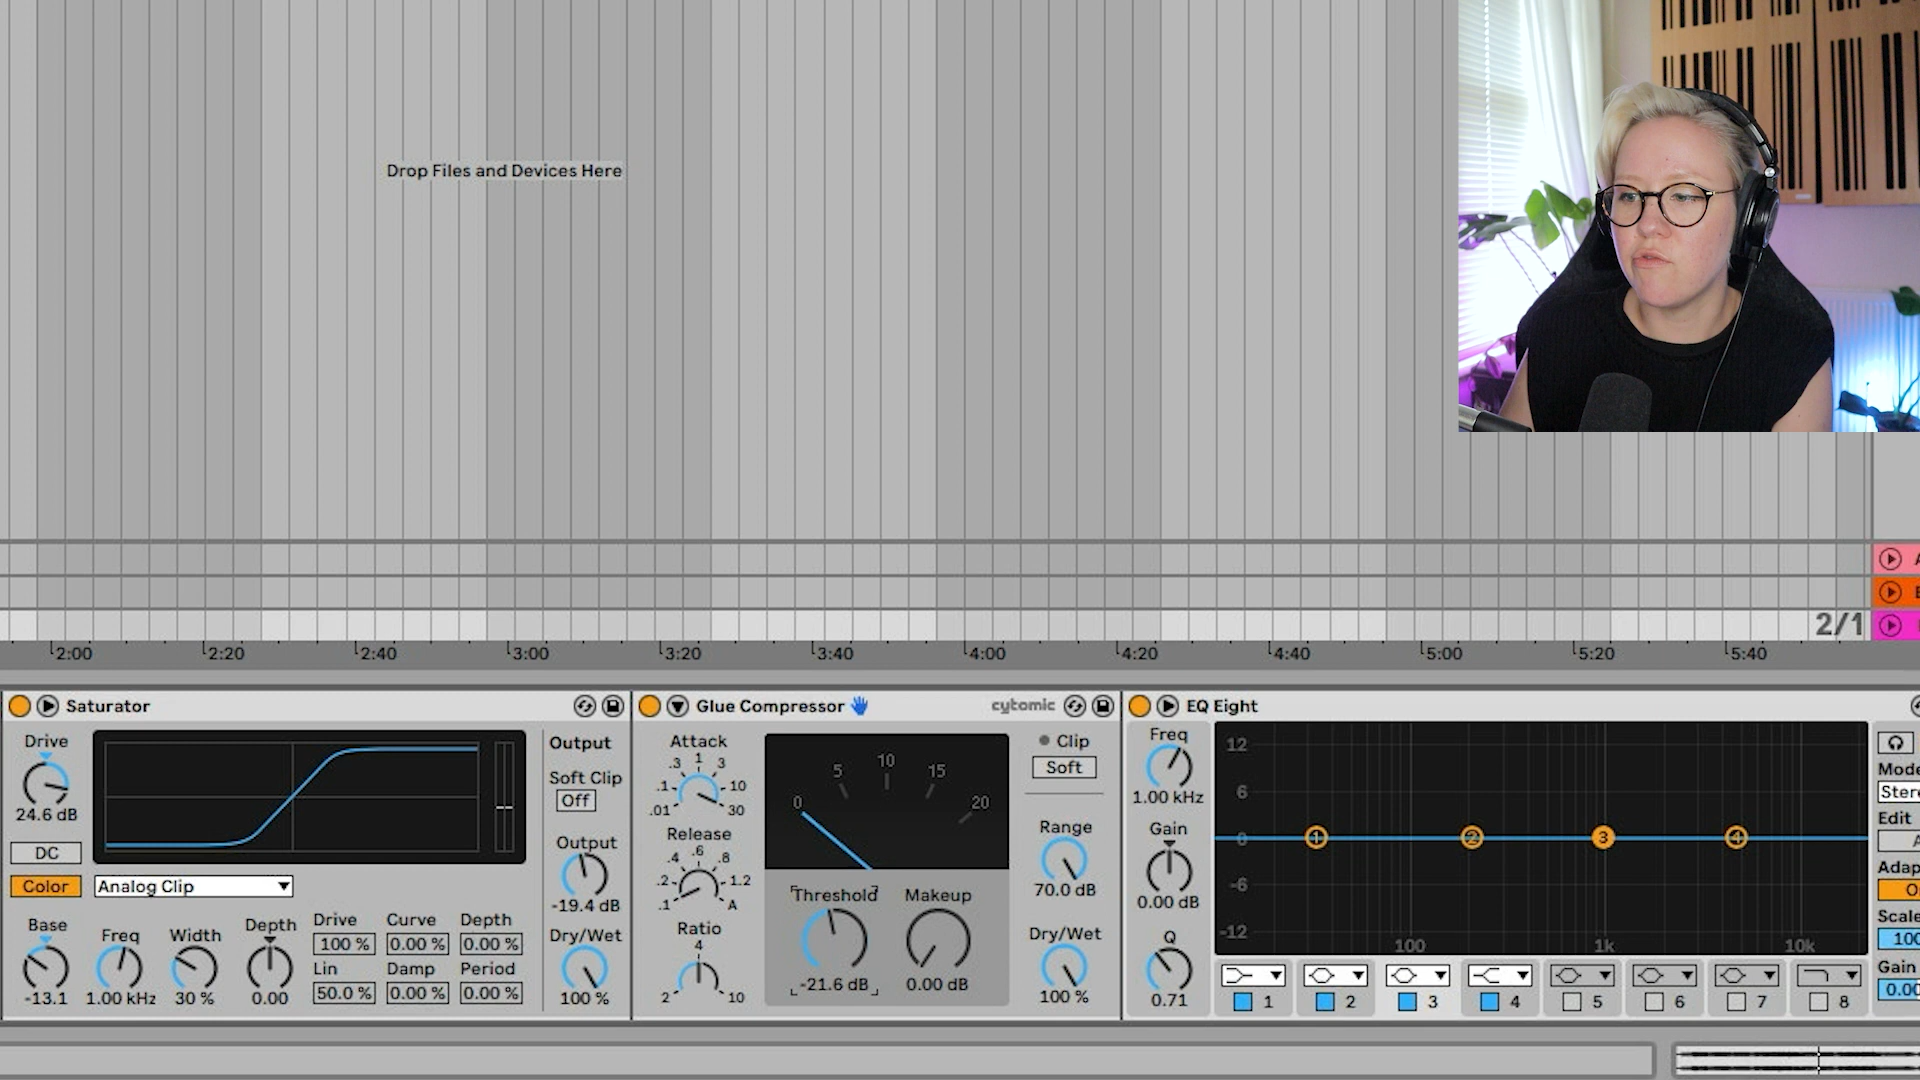 Drop Files and Devices Here
2/1
2:00 2:20 2:40 3:00 3:20 3:40 4:00 4:20 4:40 5:00 5:20 5:40
Saturator
Drive
24.6 dB
DC
Color
Analog Clip
Base
-13.1
Freq
1.00 kHz
Width
30 %
Depth
0.00
Drive
100 %
Curve
0.00 %
Depth
0.00 %
Lin
50.0 %
Damp
0.00 %
Period
0.00 %
Output
Soft Clip
Off
Output
-19.4 dB
Dry/Wet
100 %
Glue Compressor
cytomic
Attack
.01 .1 .3 1 3 10 30
Release
.1 .2 .4 .6 .8 1.2 A
Ratio
2 4 10
0 5 10 15 20
Threshold
-21.6 dB
Makeup
0.00 dB
Clip
Soft
Range
70.0 dB
Dry/Wet
100 %
EQ Eight
Freq
1.00 kHz
Gain
0.00 dB
Q
0.71
12
6
0
-6
-12
100 1k 10k
1 2 3 4
1 2 3 4 5 6 7 8
Mode
Stere
Edit
A
Adap
O
Scale
100
Gain
0.00